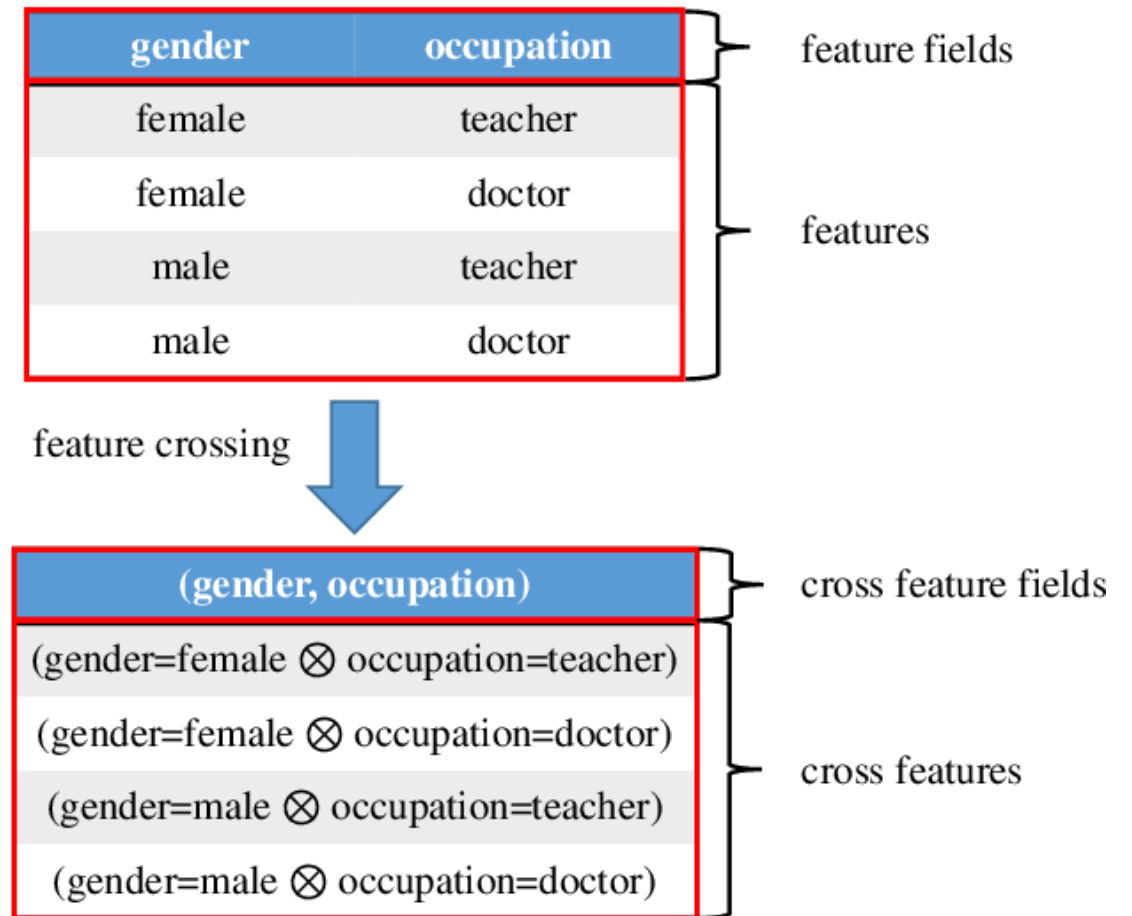 gender occupation feature fields
female teacher
female doctor
features
male teacher
male doctor
feature crossing
(gender, occupation) cross feature fields
(gender=female ⊗ occupation=teacher)
(gender=female ⊗ occupation=doctor)
cross features
(gender=male ⊗ occupation=teacher)
(gender=male ⊗ occupation=doctor)